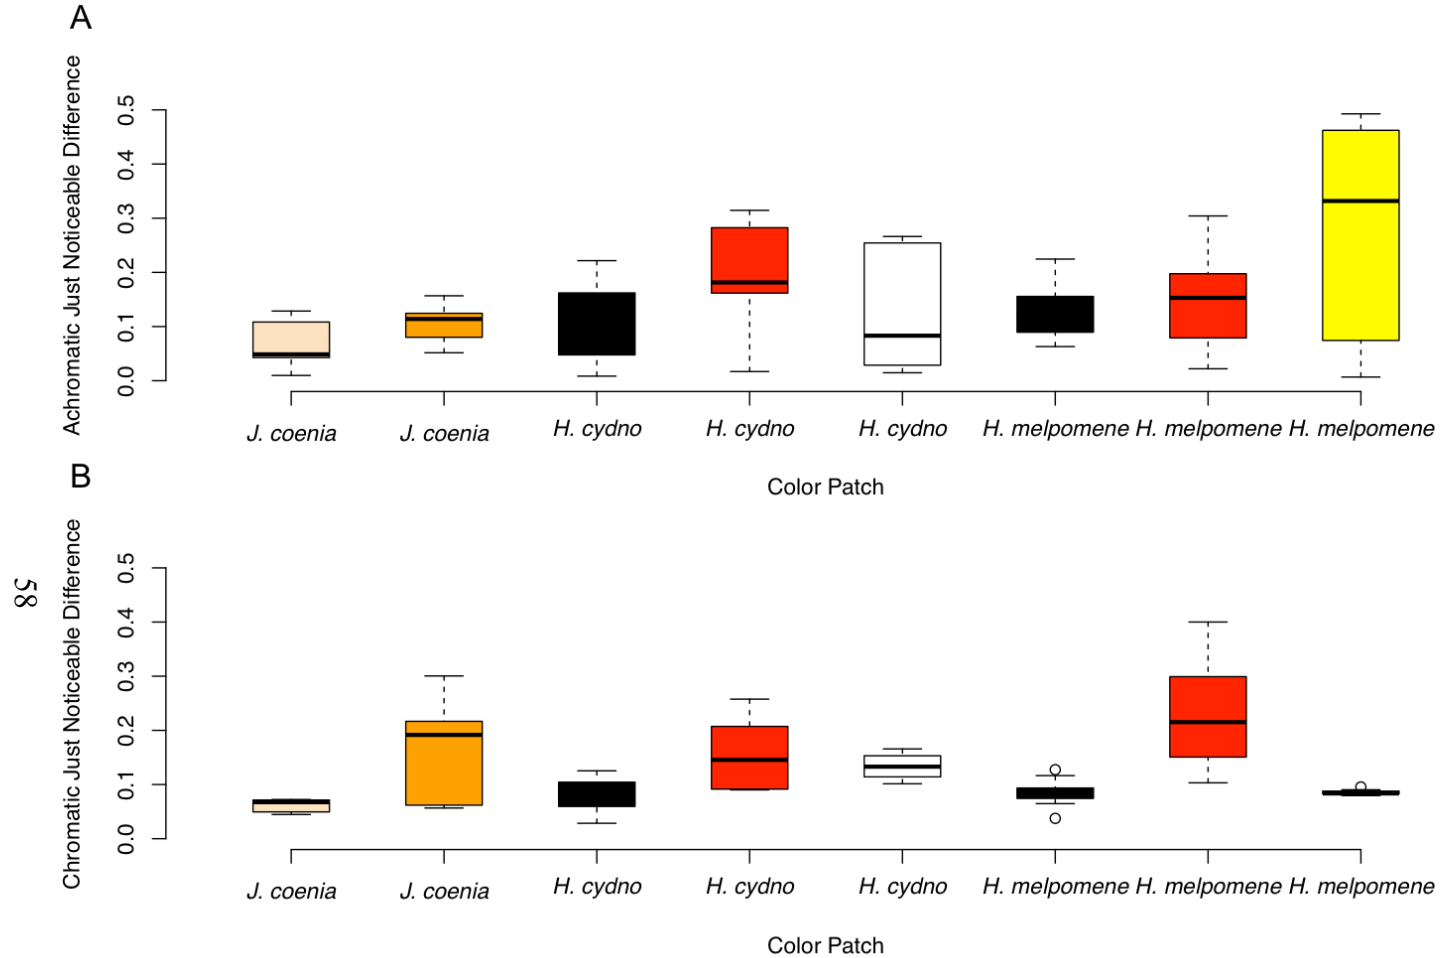 A
Achromatic Just Noticeable Difference
0.5
0.4
0.3
0.2
0.1
0.0
J. coenia J. coenia H. cydno H. cydno H. cydno H. melpomene H. melpomene H. melpomene
Color Patch
B
Chromatic Just Noticeable Difference
0.5
0.4
0.3
0.2
0.1
0.0
J. coenia J. coenia H. cydno H. cydno H. cydno H. melpomene H. melpomene H. melpomene
Color Patch
58